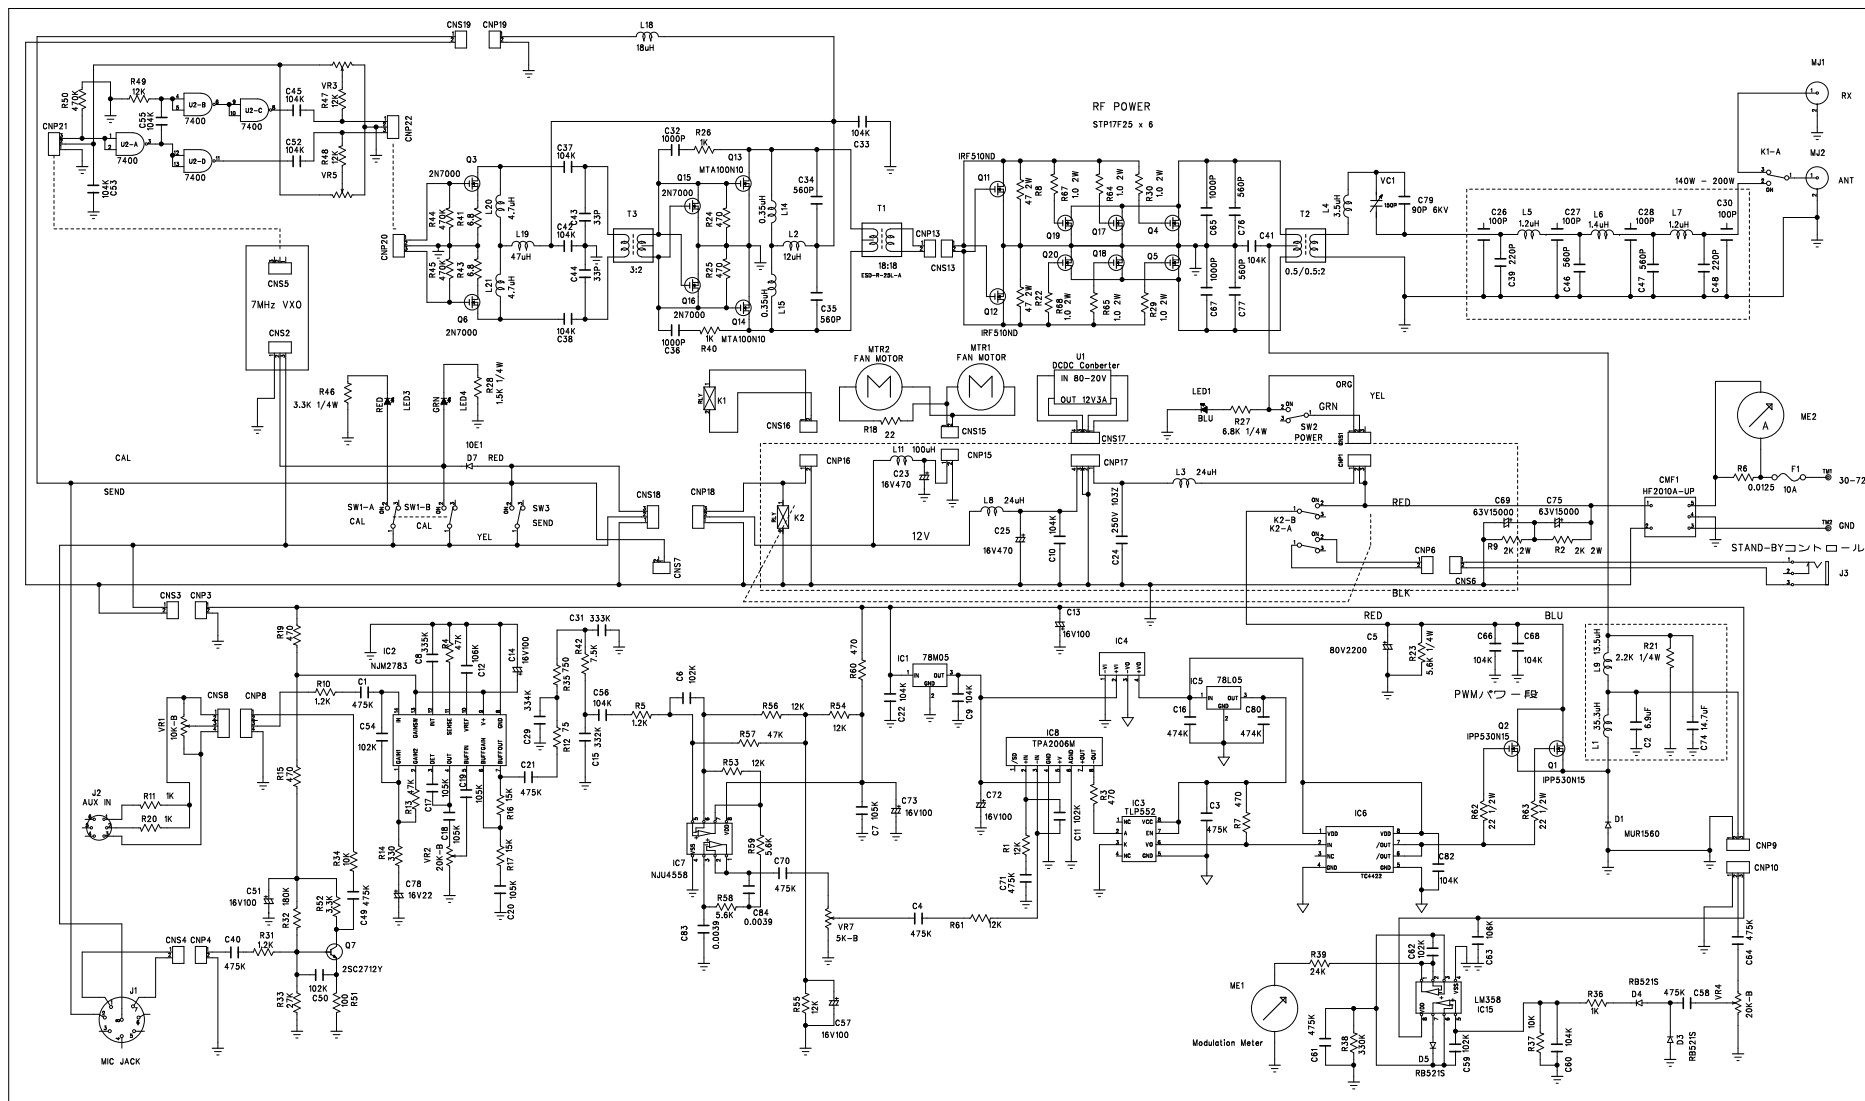 CNS19 CNP19
L18
18uH
R50
470K
R49
12K
C55
104K
U2-A
7400
U2-B
7400
U2-C
7400
U2-D
7400
C45
104K
C52
104K
VR3
R47
12K
R48
12K
VR5
CNP21
CNP22
104K
C53
CNS5
7MHz VXO
CNS2
CNP20
R44
470K
R41
6.8
R45
470K
R43
6.8
Q3
2N7000
Q6
2N7000
L20
4.7uH
L21
4.7uH
L19
47uH
C37
104K
C42
104K
104K
C38
C43
33P
C44
33P
T3
3:2
C32
1000P
R26
1K
Q15
2N7000
Q16
2N7000
R24
470
R25
470
Q13
MTA100N10
Q14
MTA100N10
1000P
C36
1K
R40
0.35uH
L14
0.35uH
L15
L2
12uH
C34
560P
C35
560P
104K
C33
T1
18:18
ESD-R-25L-A
CNP13
CNS13
RF POWER
STP17F25 x 6
IRF510ND
Q11
Q12
IRF510ND
47 2W
R8
47 2W
R22
R67
1.0 2W
R64
1.0 2W
R30
1.0 2W
R68
1.0 2W
R65
1.0 2W
R29
1.0 2W
Q19
Q17
Q4
Q20
Q18
Q5
1000P
C65
560P
C76
1000P
C67
560P
C77
C41
104K
T2
0.5/0.5:2
L4
3.5uH
VC1
150P
C79
90P 6KV
140W - 200W
C26
100P
L5
1.2uH
C27
100P
L6
1.4uH
C28
100P
L7
1.2uH
C30
100P
220P
C39
560P
C46
560P
C47
220P
C48
K1-A
ON
MJ1
RX
MJ2
ANT
R46
3.3K 1/4W
RED
LED3
GRN
LED4
R28
1.5K 1/4W
10E1
D7
RED
CAL
SEND
SW1-A
CAL
SW1-B
CAL
SW3
SEND
YEL
CNS18
CNP18
CNS7
RLY
K1
CNS16
CNP16
RLY
K2
MTR2
FAN MOTOR
MTR1
FAN MOTOR
R18
22
CNS15
CNP15
L11 100uH
C23
16V470
12V
U1
DCDC Conberter
IN 80-20V
OUT 12V3A
CNS17
CNP17
L8 24uH
C25
16V470
104K
C10
250V 103Z
C24
L3 24uH
LED1
BLU
R27
6.8K 1/4W
ON
GRN
SW2
POWER
ORG
YEL
CNS1
CNP1
RED
K2-B
K2-A
CNP6
CNS6
BLK
C69
63V15000
C75
63V15000
R9
2K 2W
R2
2K 2W
CMF1
HF2010A-UP
A
ME2
R6
0.0125
F1
10A
TM1
30-72
TM2
GND
STAND-BYコントロール
J3
CNS3 CNP3
R19
470
CNS8
CNP8
VR1
10K-B
J2
AUX IN
R11 1K
R20 1K
R10
1.2K
C1
475K
C54
102K
R15
470
IC2
NJM2783
C8
335K
R4
47K
C12
106K
C14
16V100
R13
47K
C17
105K
C18
105K
C19
105K
R16
15K
R17
15K
C20
105K
C21
475K
R14
330
VR2
20K-B
C78
16V22
R34
10K
C49
475K
C51
16V100
R32
180K
R52
3.3K
Q7
2SC2712Y
CNS4 CNP4
C40
475K
R31
1.2K
102K
C50
R33
27K
100
R51
J1
MIC JACK
C31 333K
R35
750
R42
7.5K
334K
C29
R12
75
C56
104K
C15
332K
R5
1.2K
C6
102K
R56
12K
R54
12K
R57
47K
R53
12K
R59
5.6K
IC7
NJU4558
C70
475K
R58
5.6K
C84
0.0039
C83
0.0039
VR7
5K-B
C4
475K
R61
12K
R55
12K
C57
16V100
470
R60
C7
105K
C73
16V100
IC1
78M05
C22
104K
C9
104K
C13
16V100
C72
16V100
IC8
TPA2006M
R1
12K
C71
475K
C11
102K
R3
470
IC3
TLP552
IC4
IC5
78L05
C16
474K
C80
474K
C3
475K
470
R7
IC6
TC4422
C82
104K
RED
BLU
C5
80V2200
R23
5.6K 1/4W
C66
104K
C68
104K
PWMパワー段
Q2
IPP530N15
Q1
IPP530N15
R62
22 1/2W
R63
22 1/2W
D1
MUR1560
L9 13.5uH
L1 35.3uH
R21
2.2K 1/4W
C2 6.9uF
C74 14.7uF
CNP9
CNP10
ME1
Modulation Meter
R39
24K
C61
475K
R38
330K
C62
102K
C63
106K
LM358
IC15
D5
RB521S
C59
102K
R37
10K
C60
104K
R36
1K
RB521S
D4
D3
RB521S
475K C58
VR4
20K-B
475K
C64